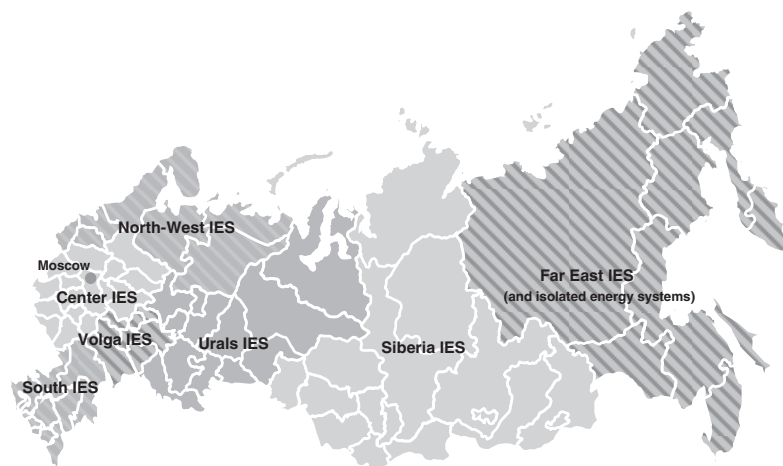 North-West IES
Moscow
Far East IES
(and isolated energy systems)
Center IES
Volga IES
Urals IES
Siberia IES
South IES